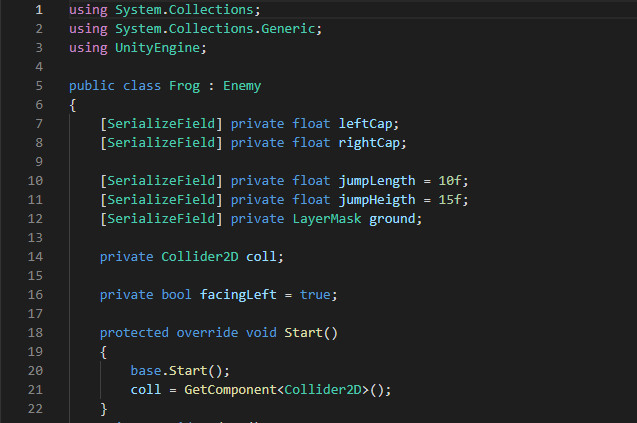 1 using System.Collections;
2 using System.Collections.Generic;
3 using UnityEngine;
4
5 public class Frog : Enemy
6 {
7 [SerializeField] private float leftCap;
8 [SerializeField] private float rightCap;
9
10 [SerializeField] private float jumpLength = 10f;
11 [SerializeField] private float jumpHeigth = 15f;
12 [SerializeField] private LayerMask ground;
13
14 private Collider2D coll;
15
16 private bool facingLeft = true;
17
18 protected override void Start()
19 {
20 base.Start();
21 coll = GetComponent<Collider2D>();
22 }